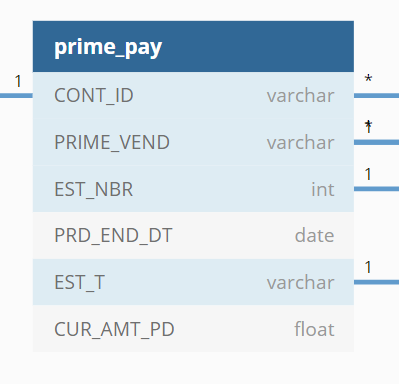 prime_pay
1
*
CONT_ID varchar
*
1
PRIME_VEND varchar
1
EST_NBR int
PRD_END_DT date
1
EST_T varchar
CUR_AMT_PD float